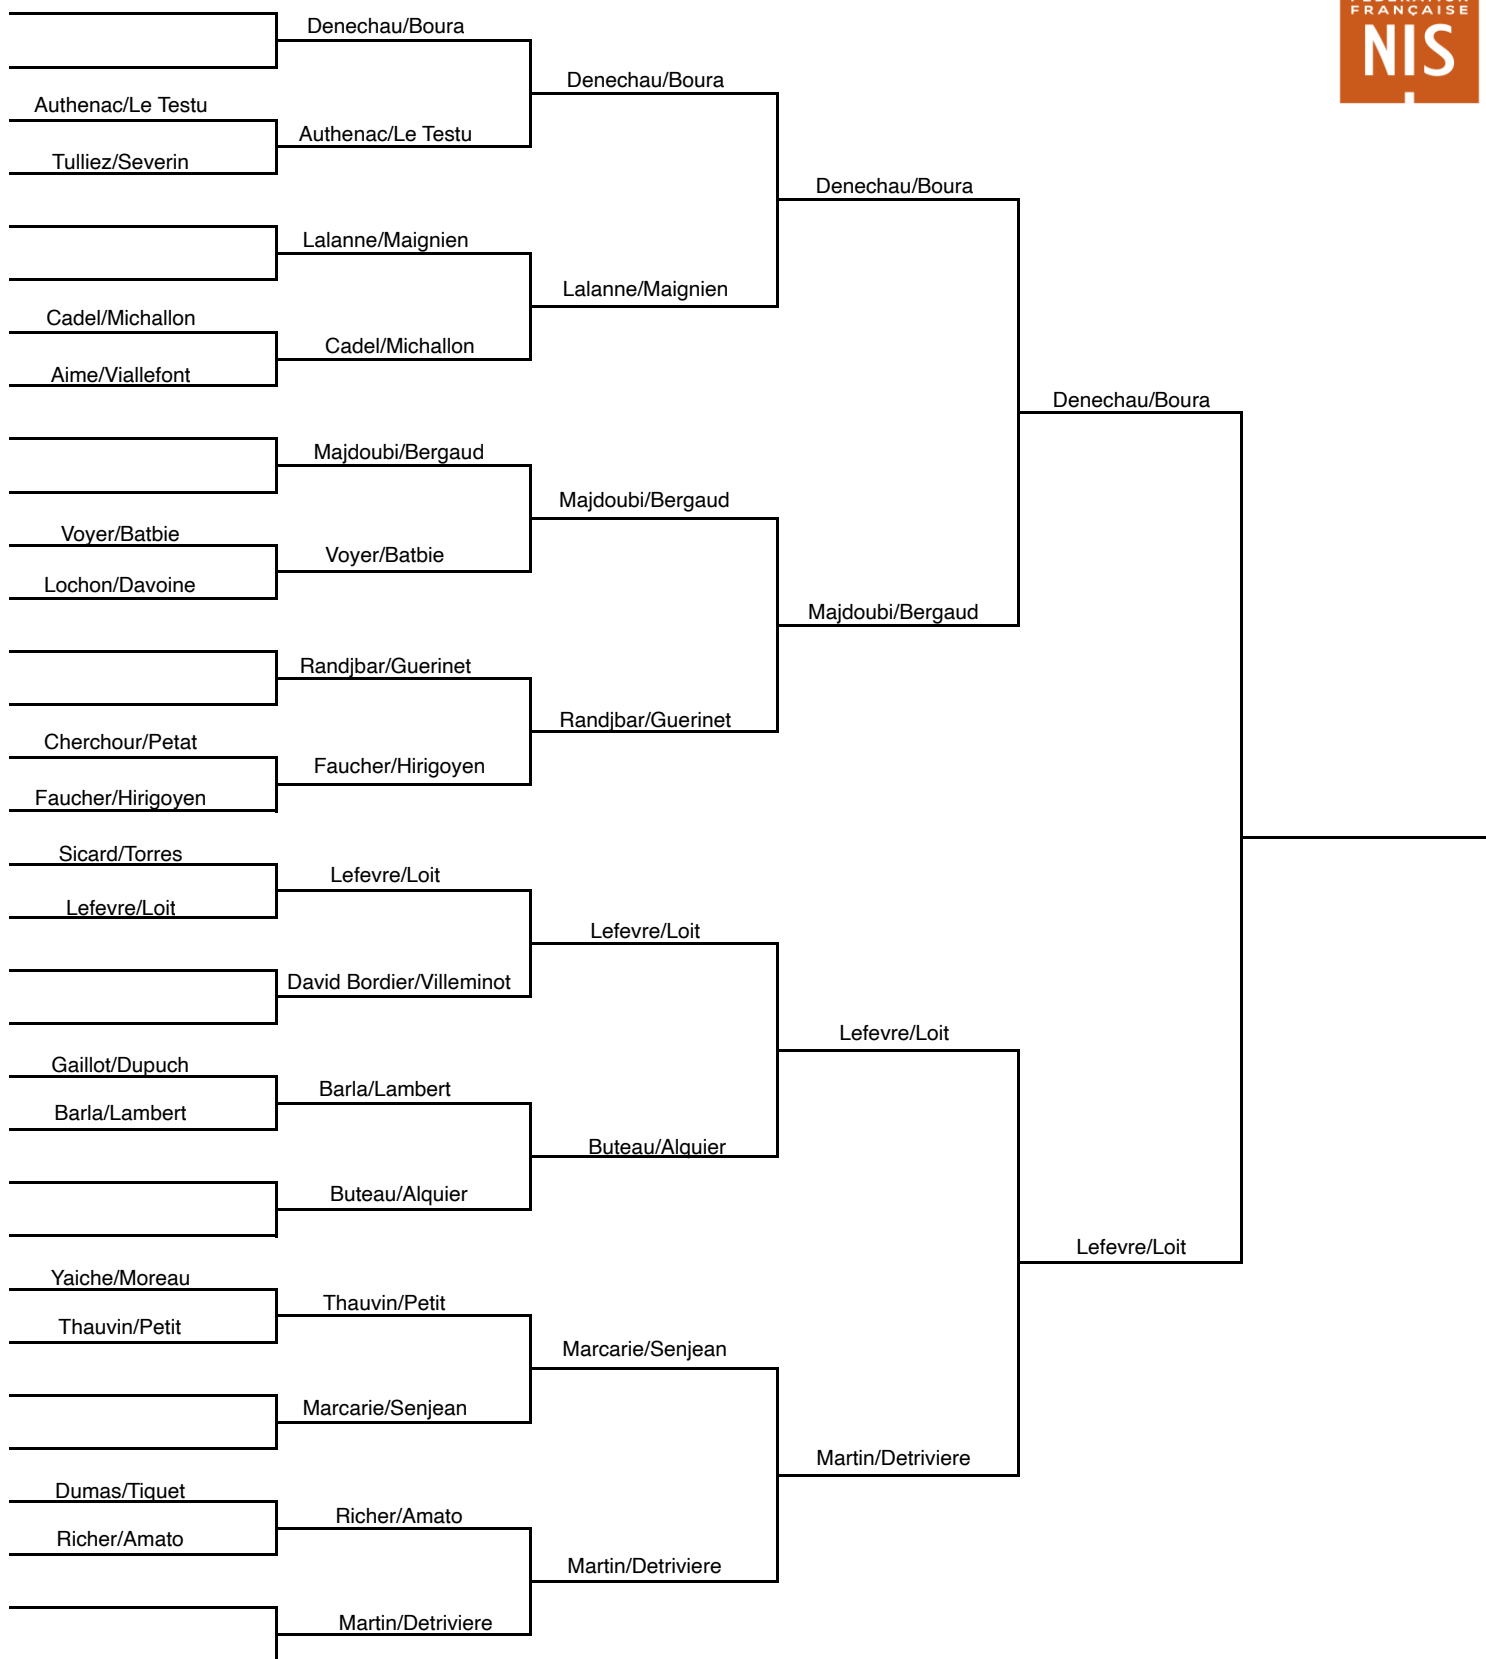 FRANÇAISE
NIS
Denechau/Boura
Authenac/Le Testu
Tulliez/Severin
Authenac/Le Testu
Denechau/Boura
Lalanne/Maignien
Cadel/Michallon
Aime/Viallefont
Cadel/Michallon
Lalanne/Maignien
Denechau/Boura
Majdoubi/Bergaud
Voyer/Batbie
Lochon/Davoine
Voyer/Batbie
Majdoubi/Bergaud
Randjbar/Guerinet
Cherchour/Petat
Faucher/Hirigoyen
Faucher/Hirigoyen
Randjbar/Guerinet
Majdoubi/Bergaud
Denechau/Boura
Sicard/Torres
Lefevre/Loit
Lefevre/Loit
David Bordier/Villeminot
Lefevre/Loit
Gaillot/Dupuch
Barla/Lambert
Barla/Lambert
Buteau/Alquier
Buteau/Alquier
Lefevre/Loit
Yaiche/Moreau
Thauvin/Petit
Thauvin/Petit
Marcarie/Senjean
Marcarie/Senjean
Dumas/Tiquet
Richer/Amato
Richer/Amato
Martin/Detriviere
Martin/Detriviere
Martin/Detriviere
Lefevre/Loit